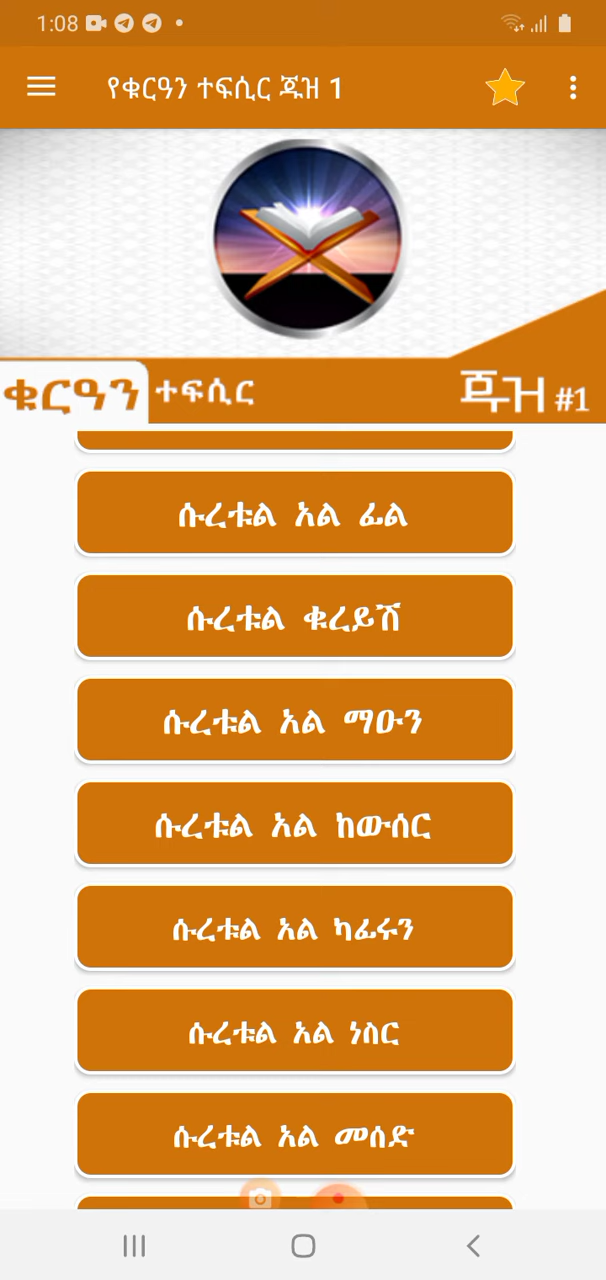 1:08
የቁርዓን ተፍሲር ጁዝ 1
ቁርዓን ተፍሲር ጁዝ #1
ሱረቱል አል ፊል
ሱረቱል ቁረይሽ
ሱረቱል አል ማዑን
ሱረቱል አል ከውሰር
ሱረቱል አል ካፊሩን
ሱረቱል አል ነስር
ሱረቱል አል መሰድ